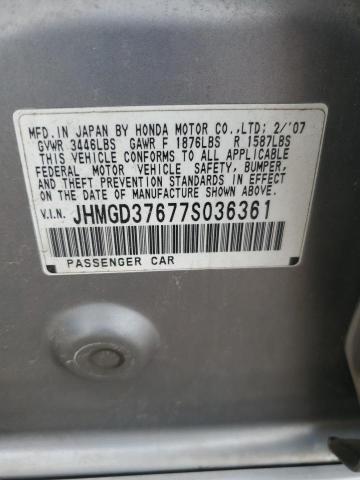 MFD.IN JAPAN BY HONDA MOTOR CO.,LTD; 2/'07
GVWR 3446LBS GAWR F 1876LBS R 1587LBS
THIS VEHICLE CONFORMS TO ALL APPLICABLE
FEDERAL MOTOR VEHICLE SAFETY, BUMPER,
AND THEFT PREVENTION STANDARDS IN EFFECT
ON THE DATE OF MANUFACTURE SHOWN ABOVE.
V.I.N. JHMGD37677S036361
PASSENGER CAR